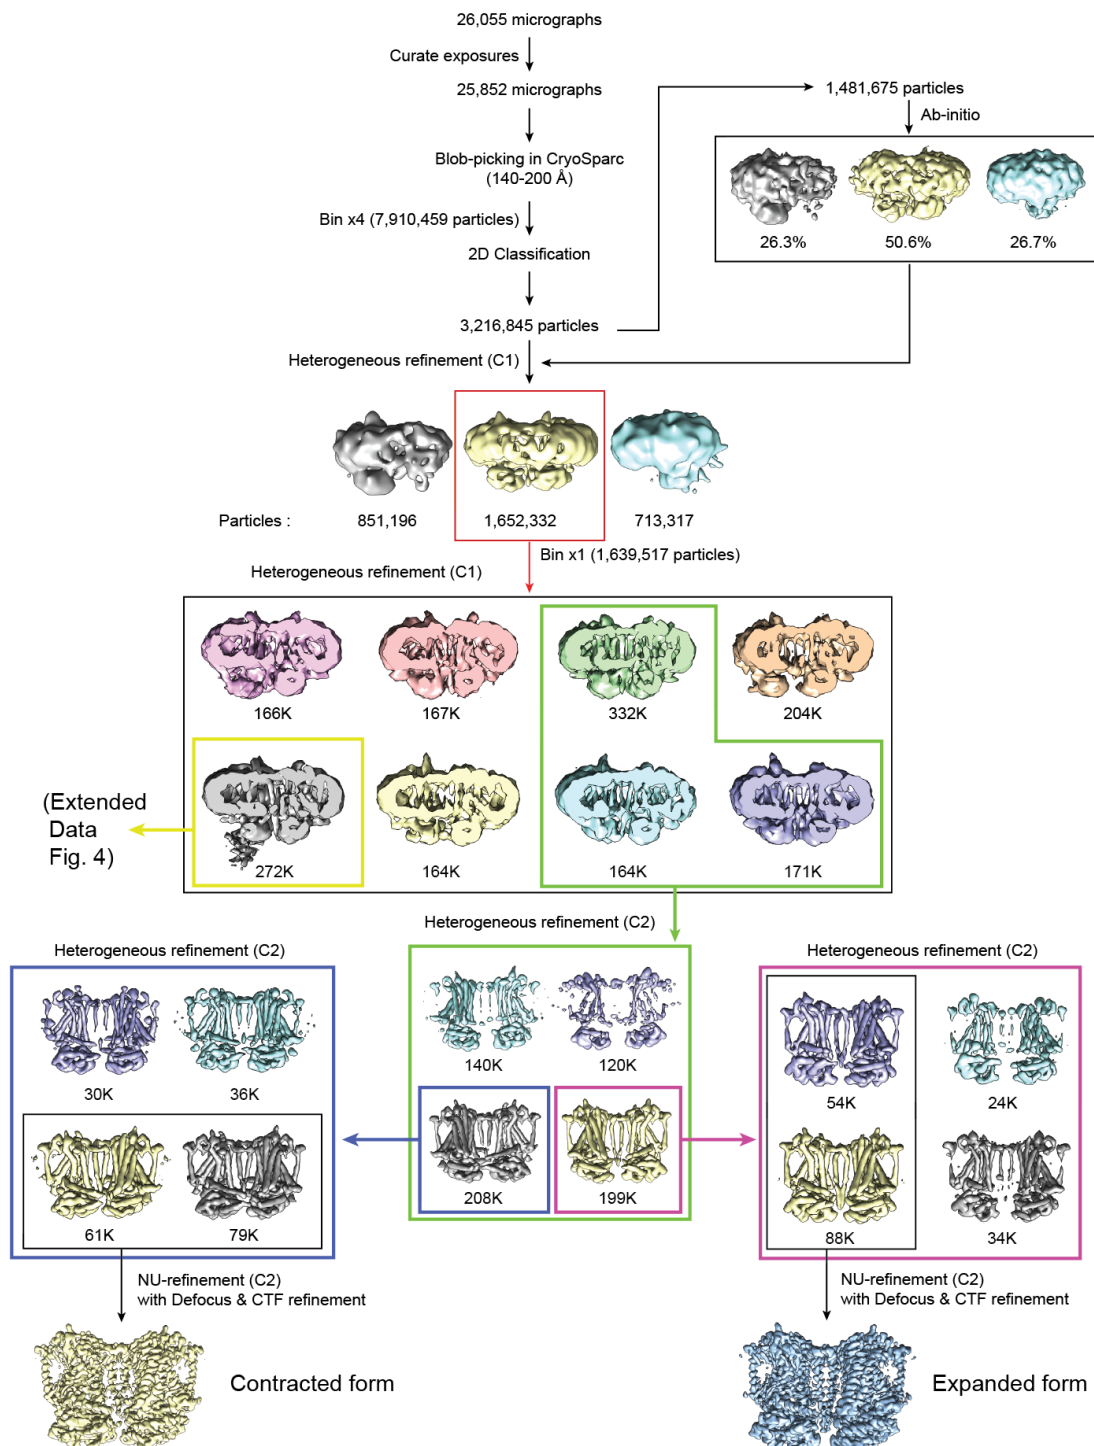 26,055 micrographs
Curate exposures
25,852 micrographs
Blob-picking in CryoSparc
(140-200 Å)
Bin x4 (7,910,459 particles)
2D Classification
3,216,845 particles
1,481,675 particles
Ab-initio
26.3%
50.6%
26.7%
Heterogeneous refinement (C1)
Particles :
851,196
1,652,332
713,317
Bin x1 (1,639,517 particles)
Heterogeneous refinement (C1)
166K
167K
332K
204K
272K
164K
164K
171K
(Extended
Data
Fig. 4)
Heterogeneous refinement (C2)
140K
120K
208K
199K
Heterogeneous refinement (C2)
30K
36K
61K
79K
Heterogeneous refinement (C2)
54K
24K
88K
34K
NU-refinement (C2)
with Defocus & CTF refinement
Contracted form
NU-refinement (C2)
with Defocus & CTF refinement
Expanded form